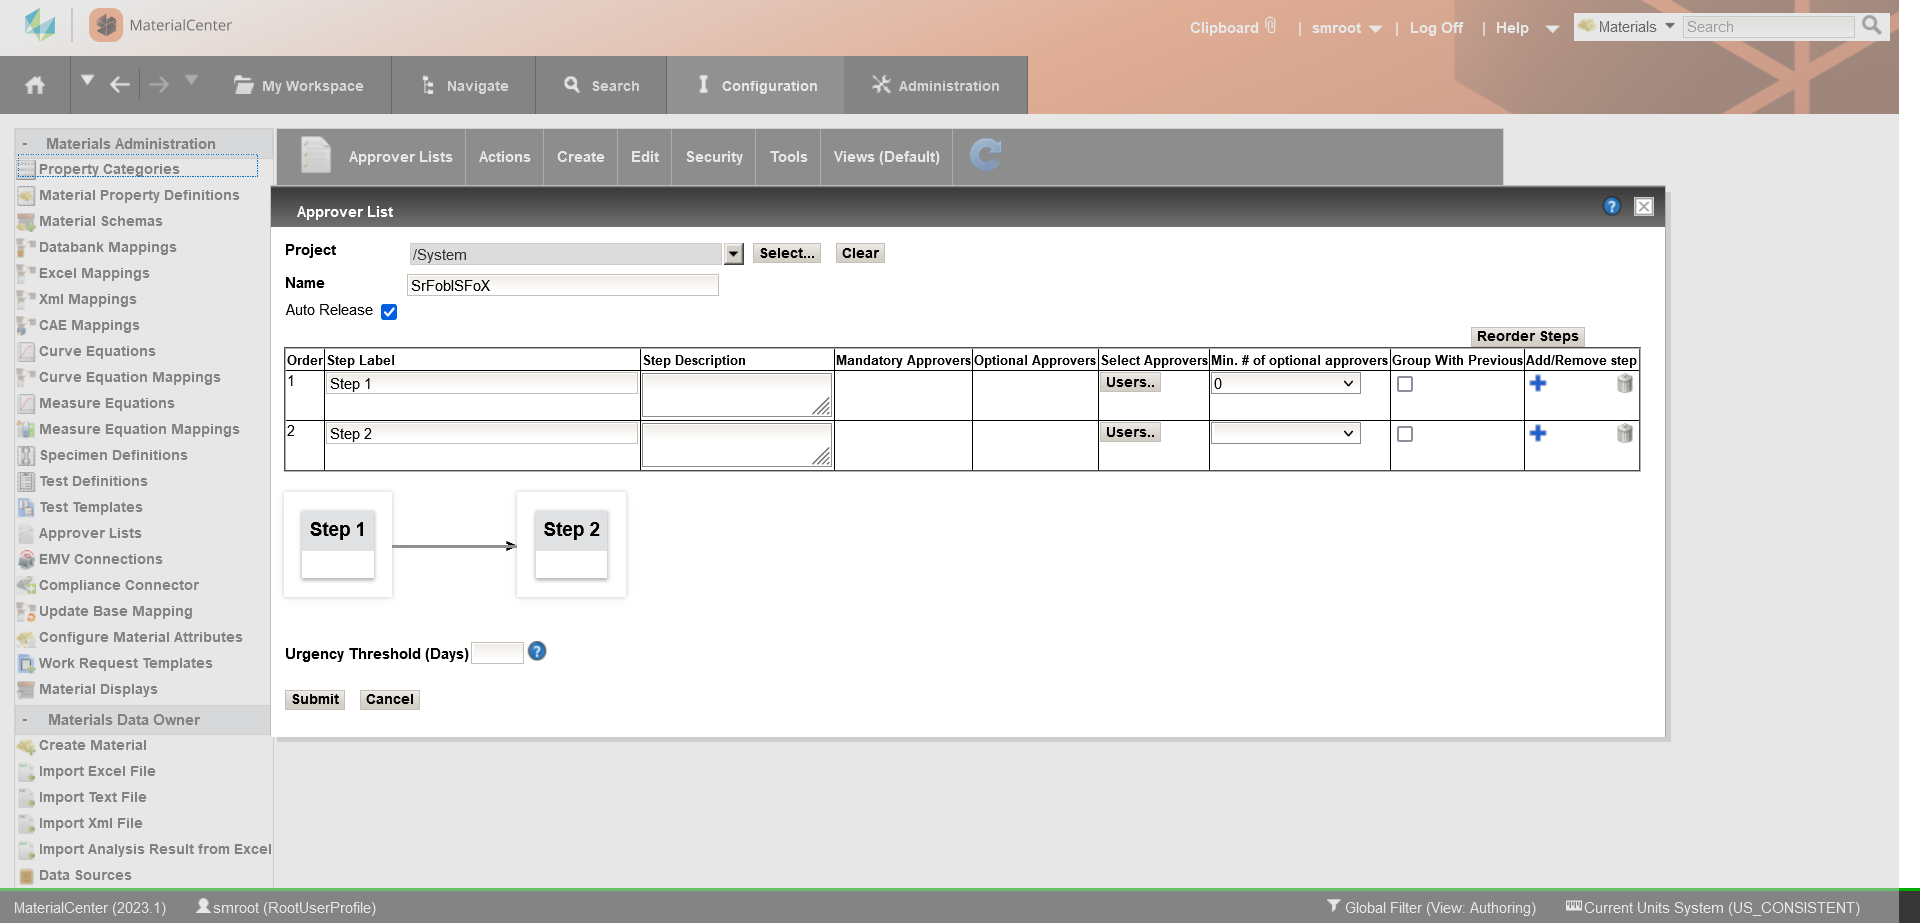 MaterialCenter
Clipboard | smroot | Log Off | Help Materials Search
My Workspace Navigate Search Configuration Administration
- Materials Administration
Property Categories
Material Property Definitions
Material Schemas
Databank Mappings
Excel Mappings
Xml Mappings
CAE Mappings
Curve Equations
Curve Equation Mappings
Measure Equations
Measure Equation Mappings
Specimen Definitions
Test Definitions
Test Templates
Approver Lists
EMV Connections
Compliance Connector
Update Base Mapping
Configure Material Attributes
Work Request Templates
Material Displays
- Materials Data Owner
Create Material
Import Excel File
Import Text File
Import Xml File
Import Analysis Result from Excel
Data Sources
Approver Lists Actions Create Edit Security Tools Views (Default)
Approver List ?
Project /System Select... Clear
Name SrFoblSFoX
Auto Release
Reorder Steps
Order Step Label Step Description Mandatory Approvers Optional Approvers Select Approvers Min. # of optional approvers Group With Previous Add/Remove step
1 Step 1 Users.. 0
2 Step 2 Users..
Step 1 Step 2
Urgency Threshold (Days) ?
Submit Cancel
MaterialCenter (2023.1) smroot (RootUserProfile) Global Filter (View: Authoring) Current Units System (US_CONSISTENT)